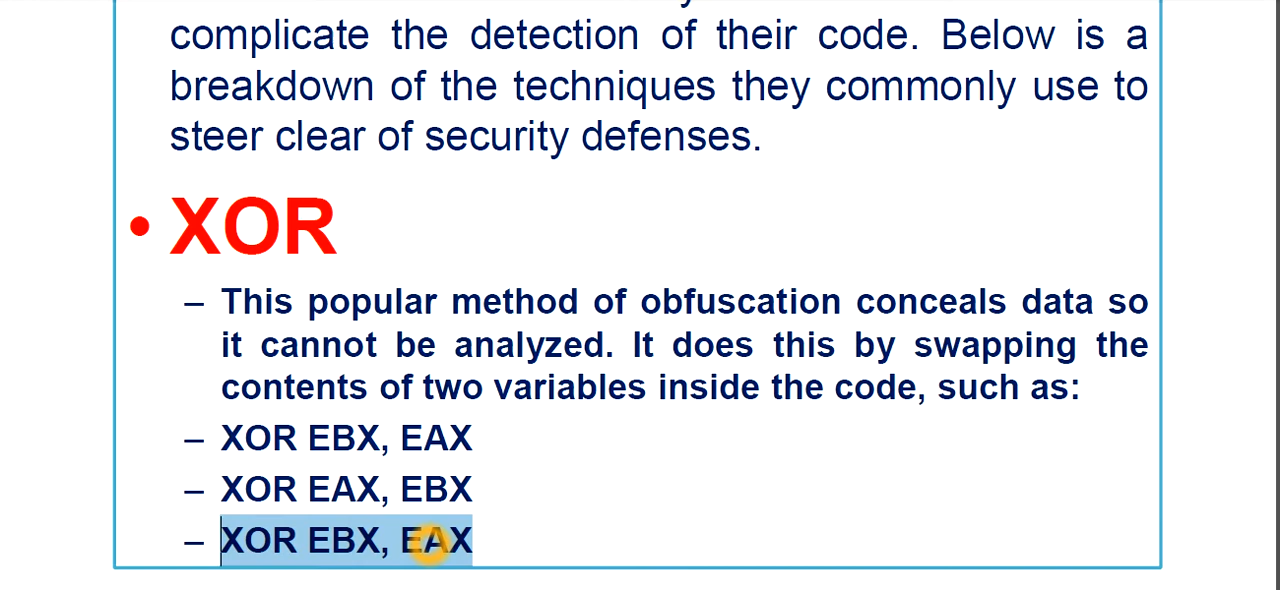 complicate the detection of their code. Below is a
breakdown of the techniques they commonly use to
steer clear of security defenses.
• XOR
– This popular method of obfuscation conceals data so
it cannot be analyzed. It does this by swapping the
contents of two variables inside the code, such as:
– XOR EBX, EAX
– XOR EAX, EBX
– XOR EBX, EAX